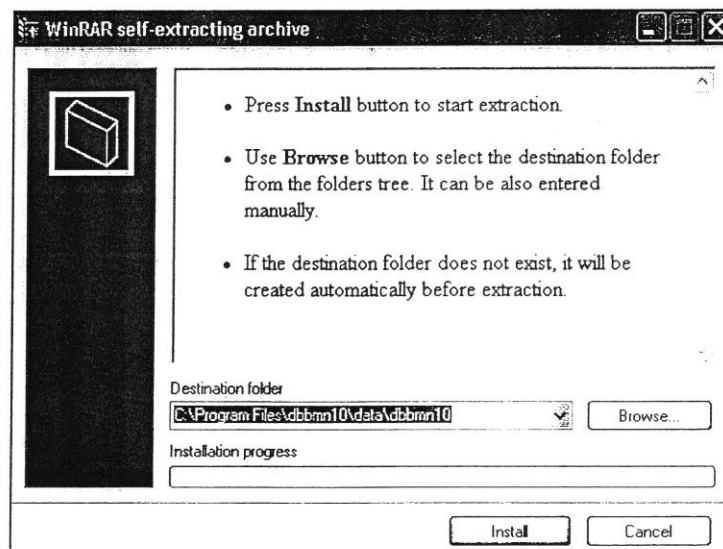 WinRAR self-extracting archive
• Press Install button to start extraction.
• Use Browse button to select the destination folder
from the folders tree. It can be also entered
manually.
• If the destination folder does not exist, it will be
created automatically before extraction.
Destination folder
C:\Program Files\dbbmn10\data\dbbmn10
Browse...
Installation progress
Install
Cancel